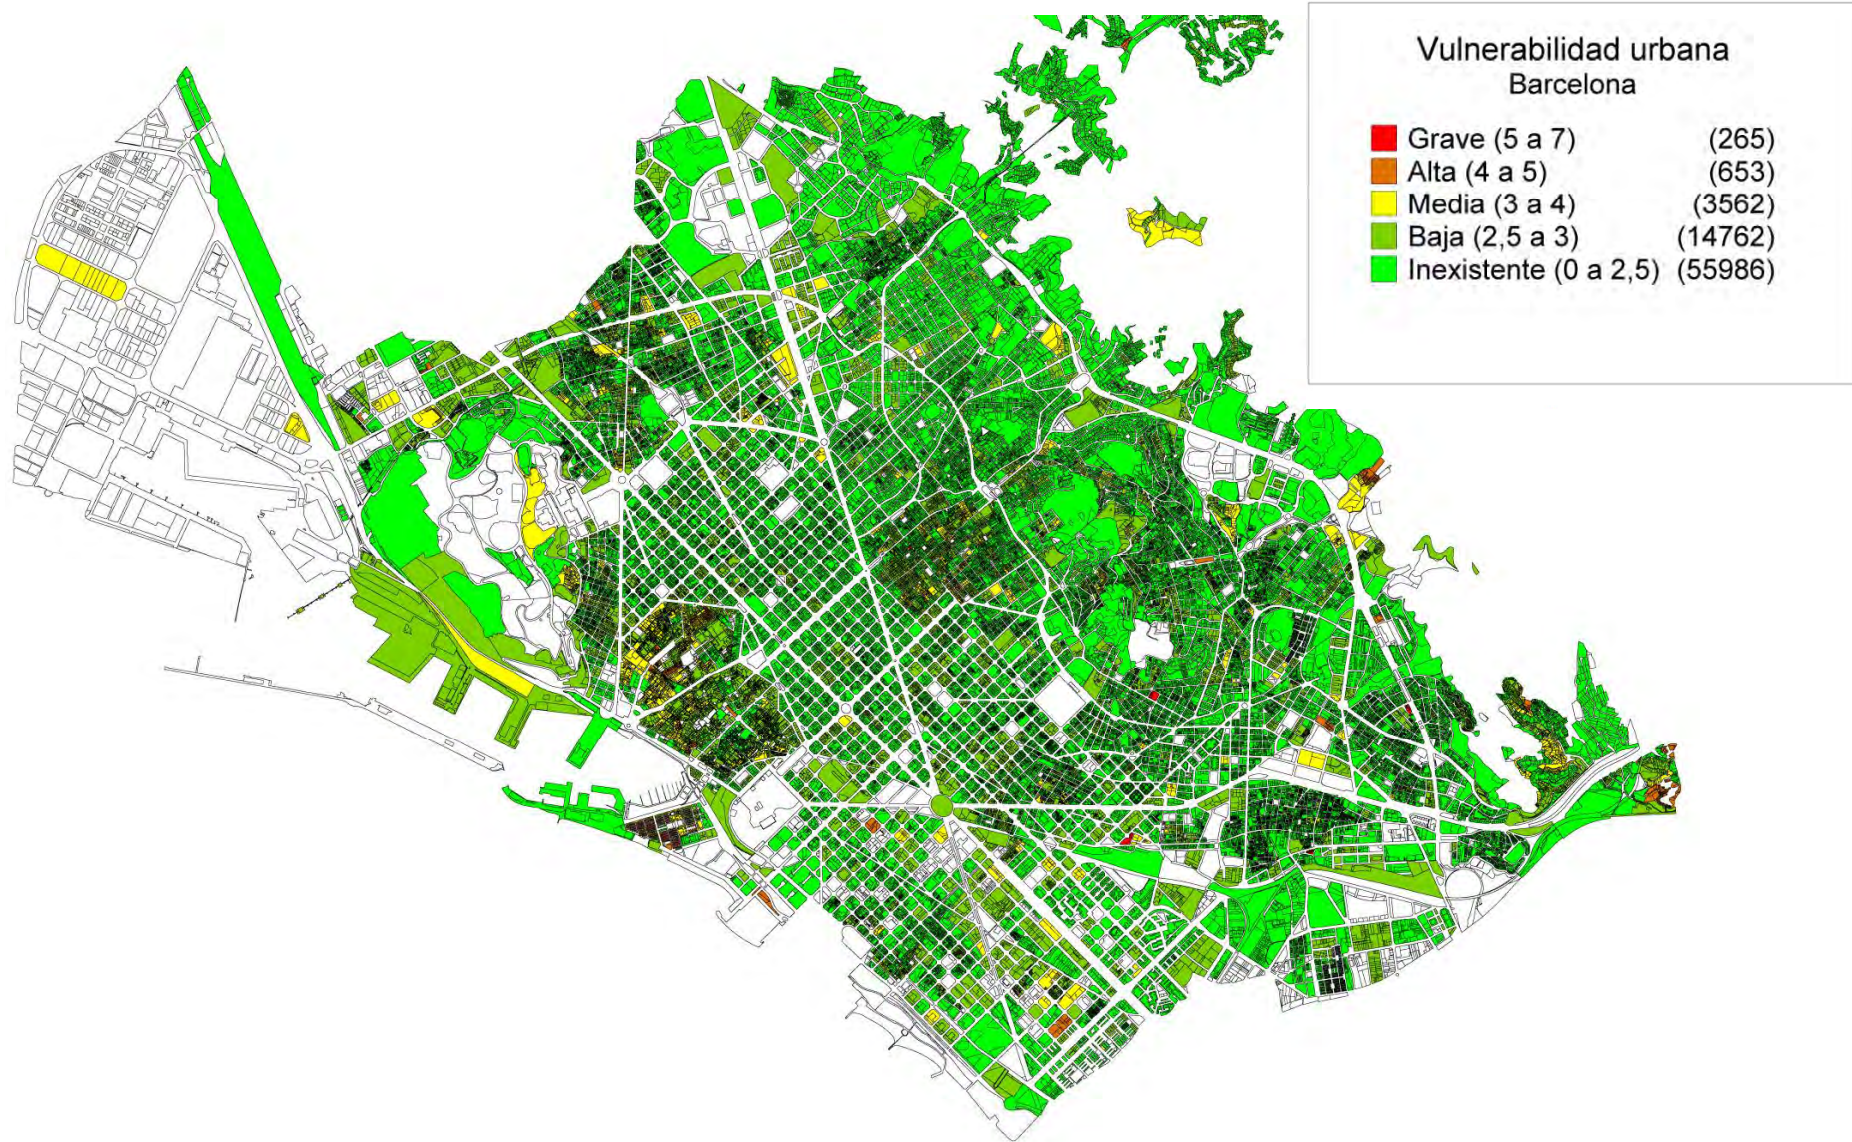 Vulnerabilidad urbana
Barcelona
Grave (5 a 7) (265)
Alta (4 a 5) (653)
Media (3 a 4) (3562)
Baja (2,5 a 3) (14762)
Inexistente (0 a 2,5) (55986)